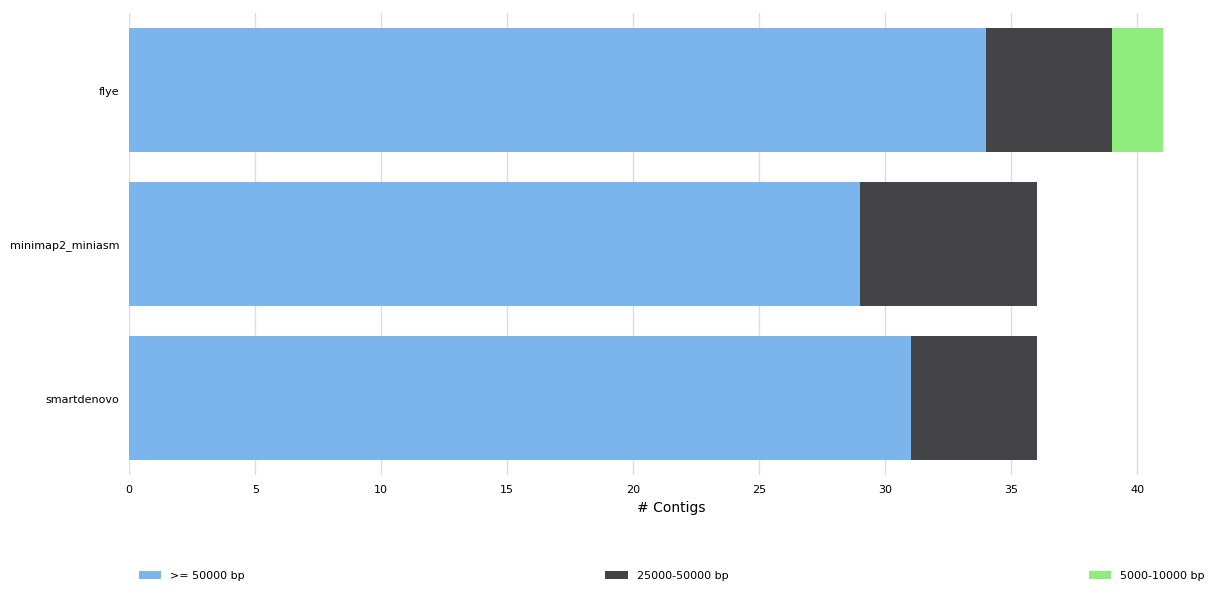 flye
minimap2_miniasm
smartdenovo
0 5 10 15 20 25 30 35 40
# Contigs
>= 50000 bp 25000-50000 bp 5000-10000 bp